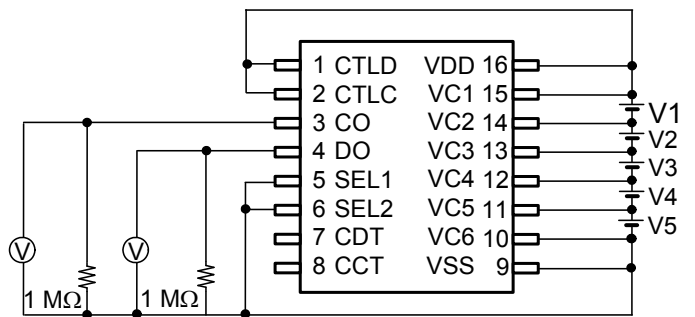 1 CTLD VDD 16
2 CTLC VC1 15
3 CO VC2 14
4 DO VC3 13
5 SEL1 VC4 12
6 SEL2 VC5 11
7 CDT VC6 10
8 CCT VSS 9
V1
V2
V3
V4
V5
V
V
1 MΩ
1 MΩ